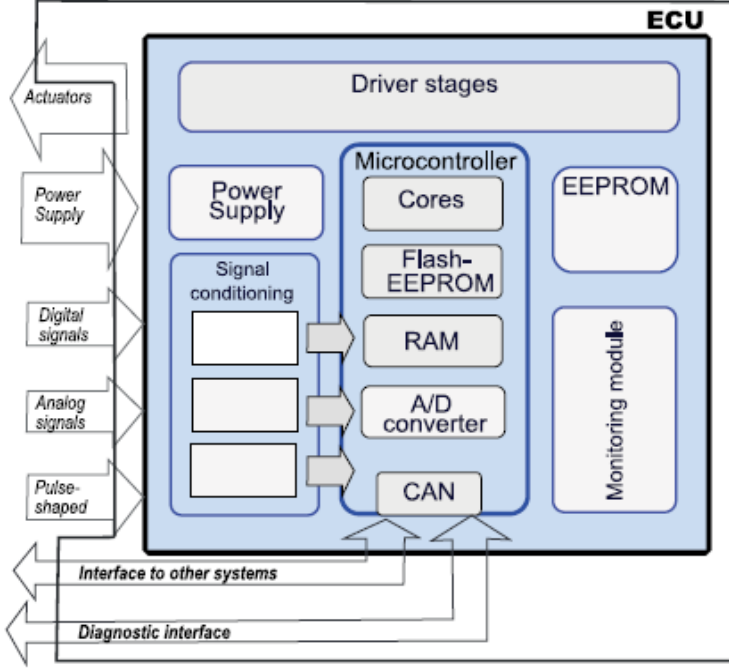 ECU
Driver stages
Actuators
Microcontroller
Power
Supply
Power
Supply
Cores
EEPROM
Signal
conditioning
Flash-
EEPROM
Digital
signals
RAM
Monitoring module
Analog
signals
A/D
converter
Pulse-
shaped
CAN
Interface to other systems
Diagnostic interface